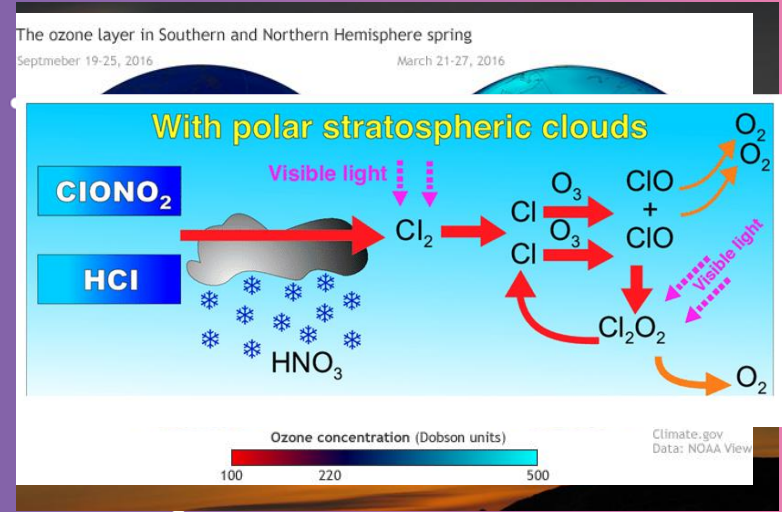 The ozone layer in Southern and Northern Hemisphere spring
Septmeber 19-25, 2016
March 21-27, 2016
With polar stratospheric clouds
ClONO₂
HCl
Visible light
Cl₂
HNO₃
O₃
Cl
O₃
Cl
ClO
+
ClO
O₂
O₂
Visible light
Cl₂O₂
O₂
Ozone concentration (Dobson units)
100 220 500
Climate.gov
Data: NOAA View